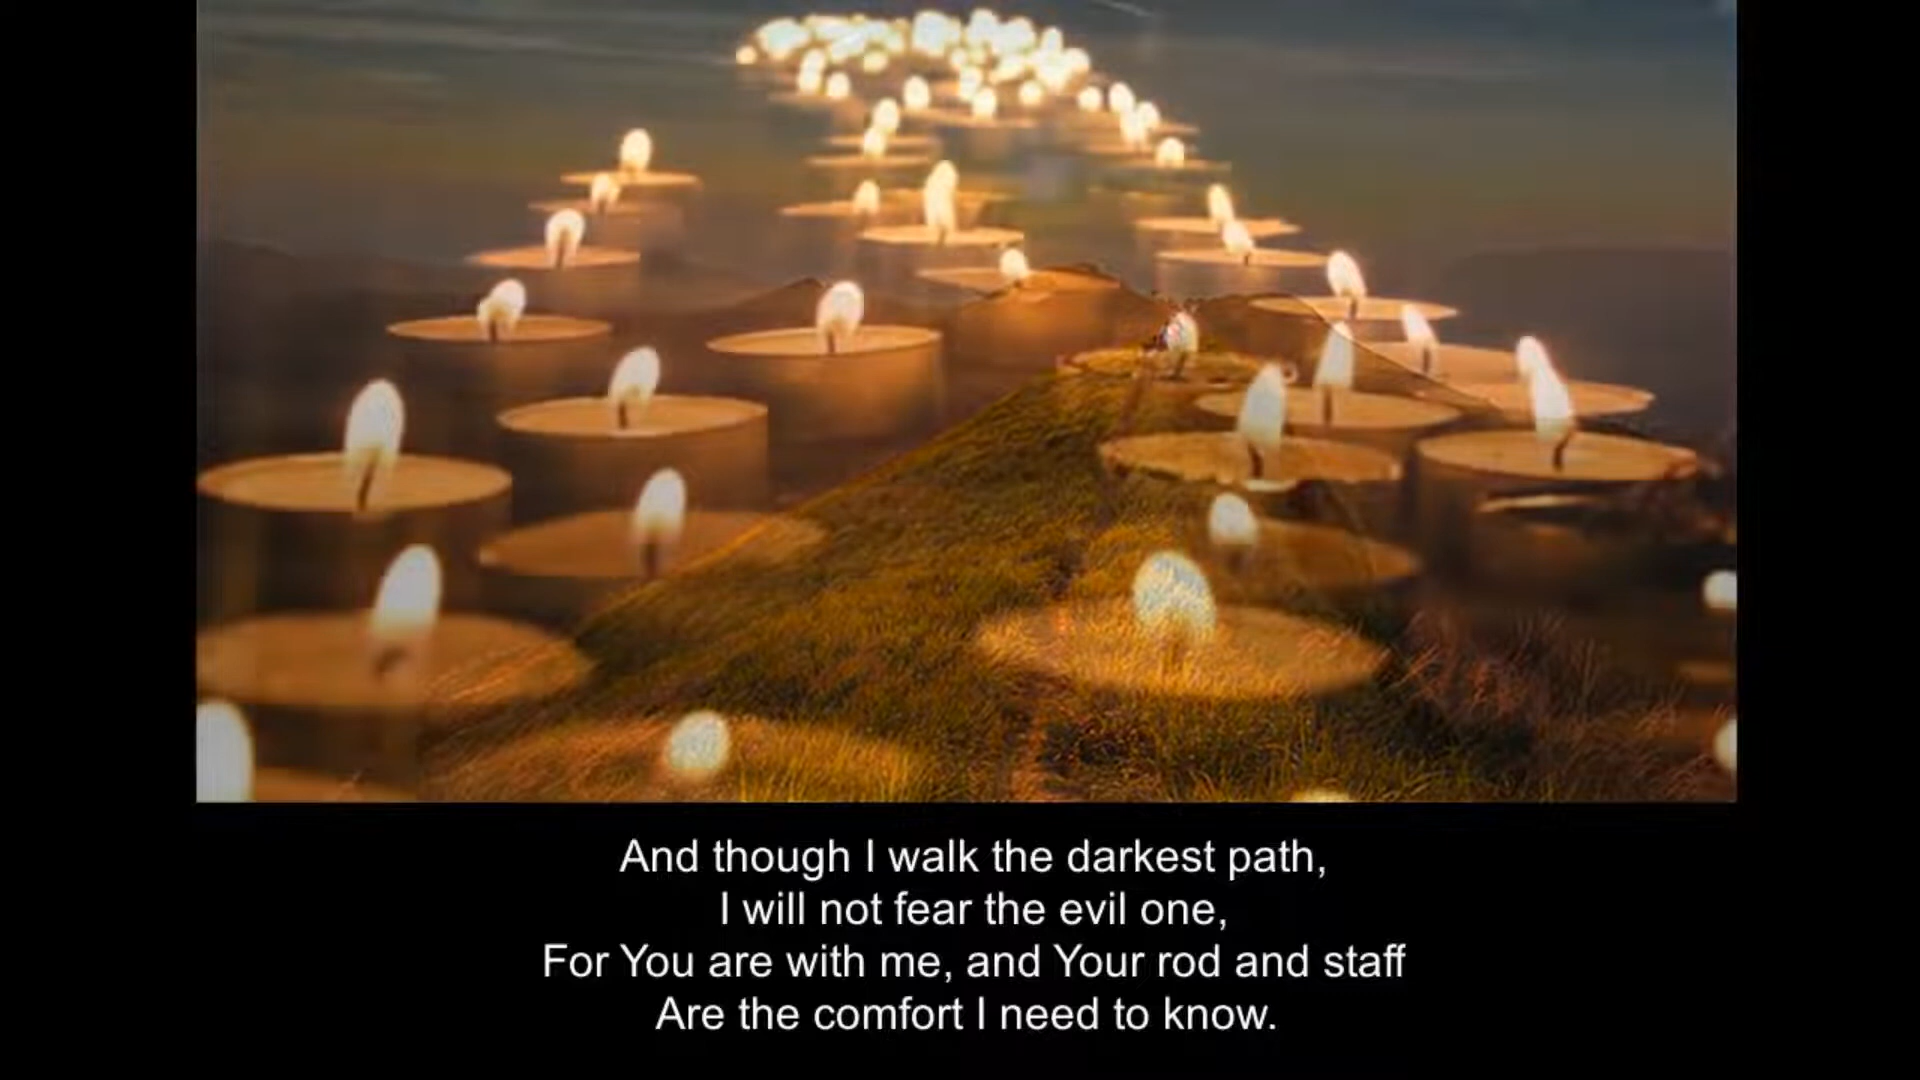 And though I walk the darkest path,
I will not fear the evil one,
For You are with me, and Your rod and staff
Are the comfort I need to know.